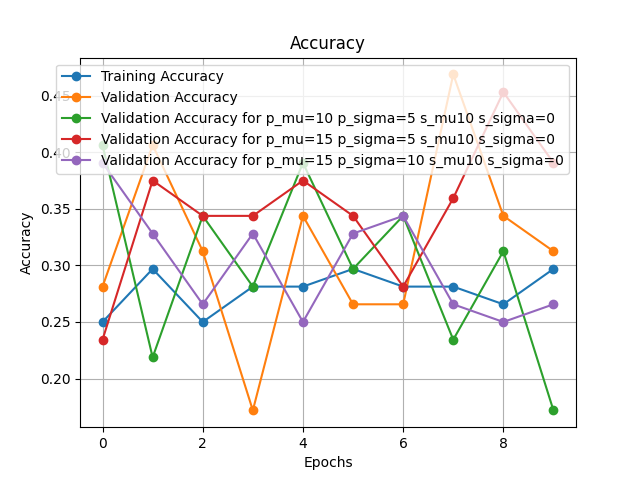 Accuracy
Training Accuracy
Validation Accuracy
Validation Accuracy for p_mu=10 p_sigma=5 s_mu10 s_sigma=0
Validation Accuracy for p_mu=15 p_sigma=5 s_mu10 s_sigma=0
Validation Accuracy for p_mu=15 p_sigma=10 s_mu10 s_sigma=0
0.45
0.40
0.35
0.30
0.25
0.20
Accuracy
0 2 4 6 8
Epochs